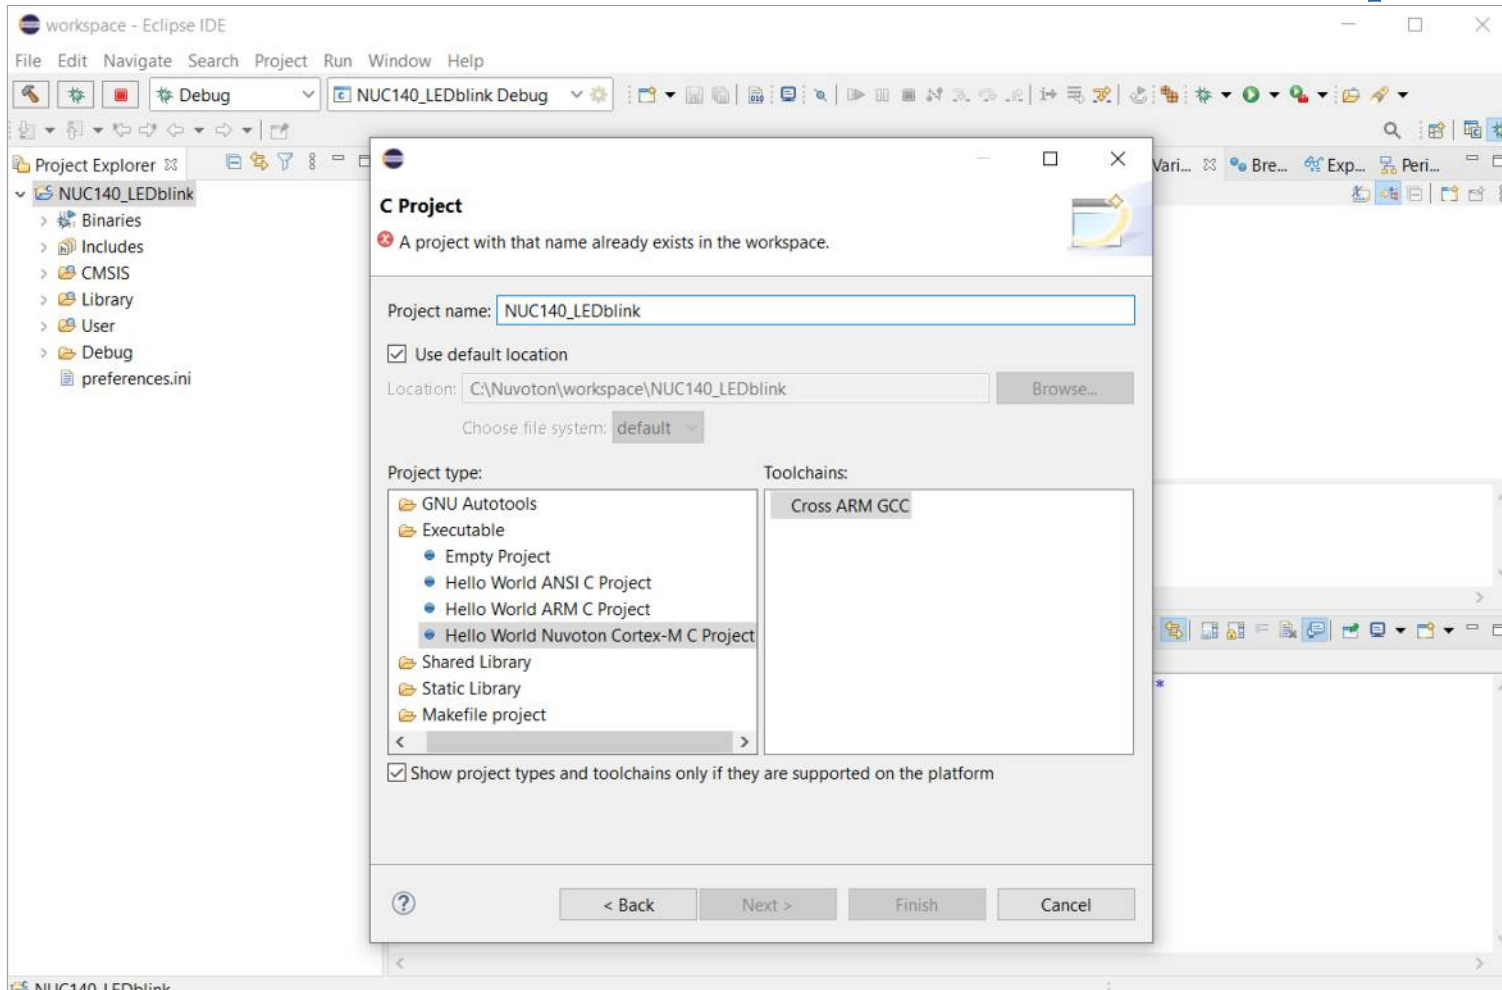 workspace - Eclipse IDE
File Edit Navigate Search Project Run Window Help
Debug
NUC140_LEDblink Debug
Project Explorer
Vari... Bre... Exp... Peri...
NUC140_LEDblink
Binaries
Includes
CMSIS
Library
User
Debug
preferences.ini
C Project
A project with that name already exists in the workspace.
Project name: NUC140_LEDblink
Use default location
Location: C:\Nuvoton\workspace\NUC140_LEDblink Browse...
Choose file system: default
Project type: Toolchains:
GNU Autotools
Executable
Empty Project
Hello World ANSI C Project
Hello World ARM C Project
Hello World Nuvoton Cortex-M C Project
Shared Library
Static Library
Makefile project
Cross ARM GCC
Show project types and toolchains only if they are supported on the platform
< Back Next > Finish Cancel
*
NUC140_LEDblink